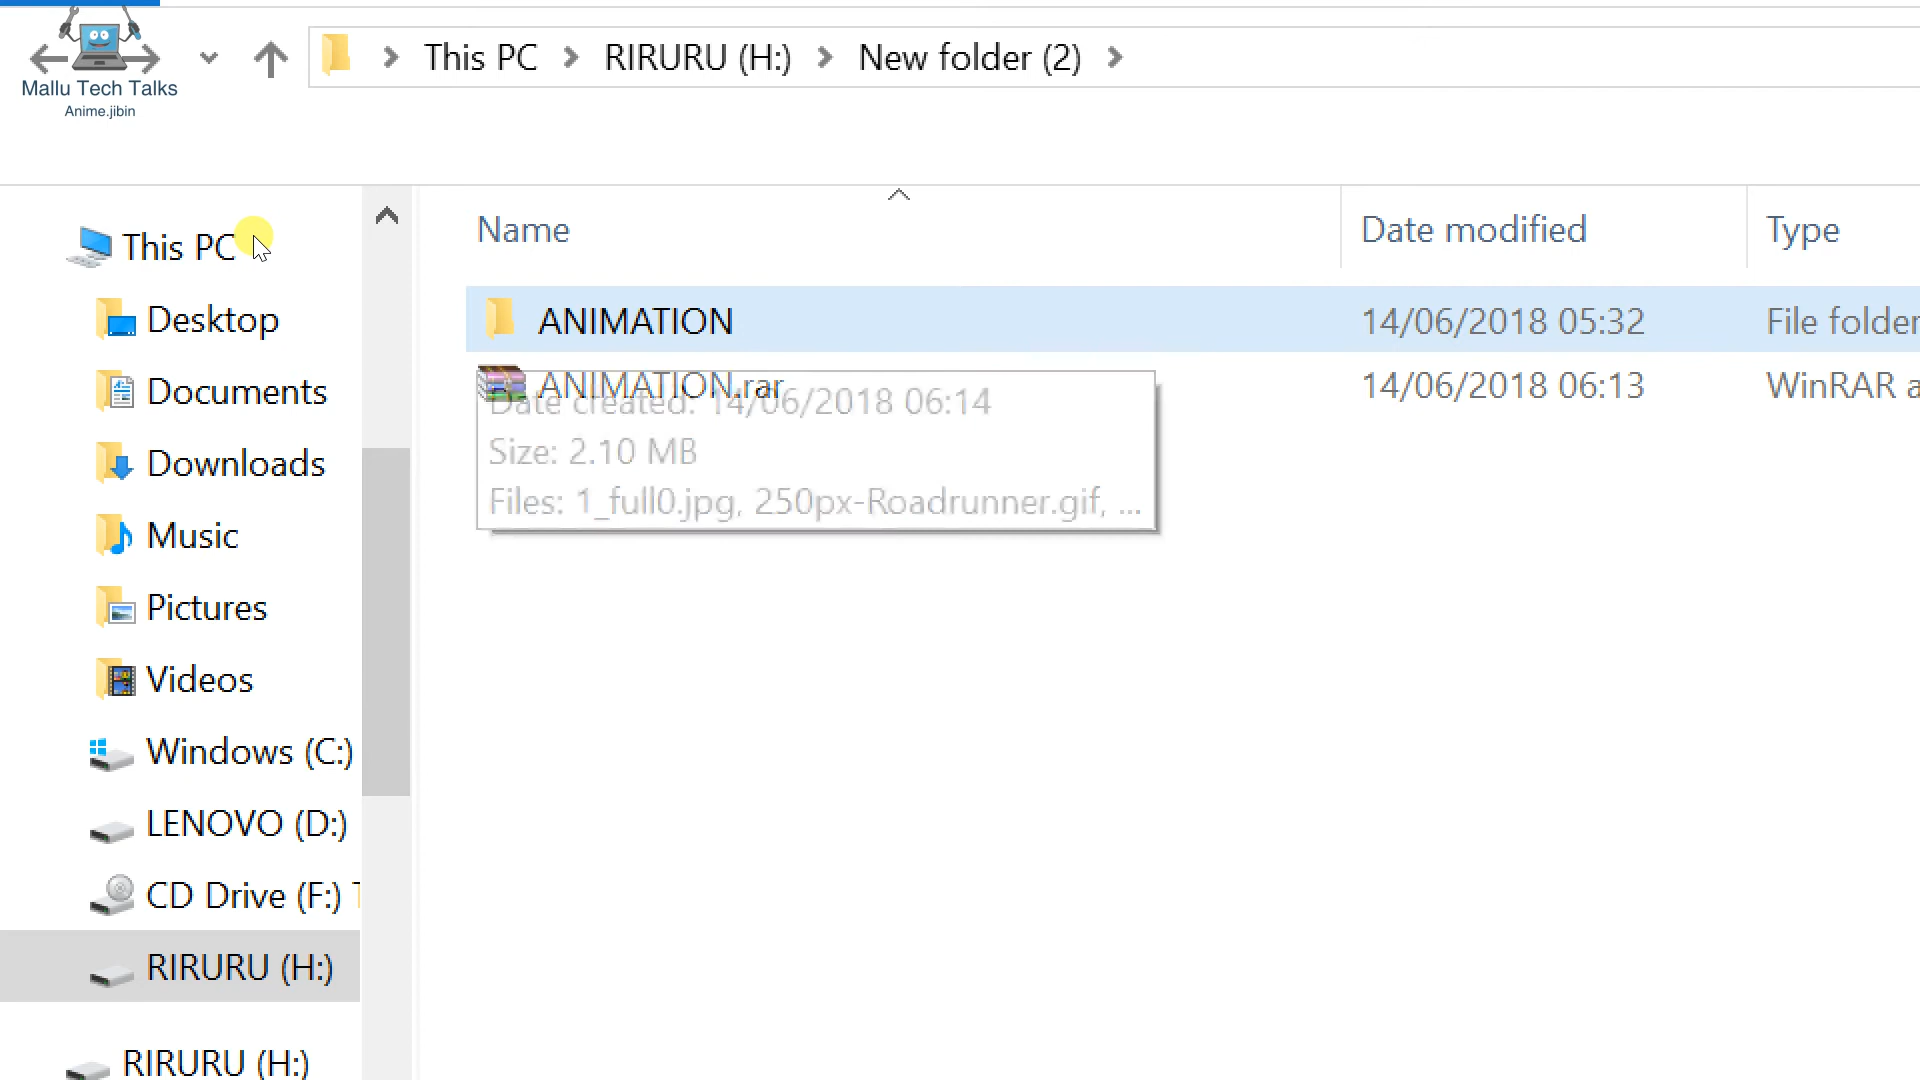 Mallu Tech Talks
Anime.jibin
This PC
RIRURU (H:)
New folder (2)
Name
Date modified
Type
This PC
Desktop
Documents
Downloads
Music
Pictures
Videos
Windows (C:)
LENOVO (D:)
CD Drive (F:) T
RIRURU (H:)
RIRURU (H:)
ANIMATION 14/06/2018 05:32 File folder
ANIMATION.rar 14/06/2018 06:13 WinRAR a
Date created: 14/06/2018 06:14
Size: 2.10 MB
Files: 1_full0.jpg, 250px-Roadrunner.gif, ...